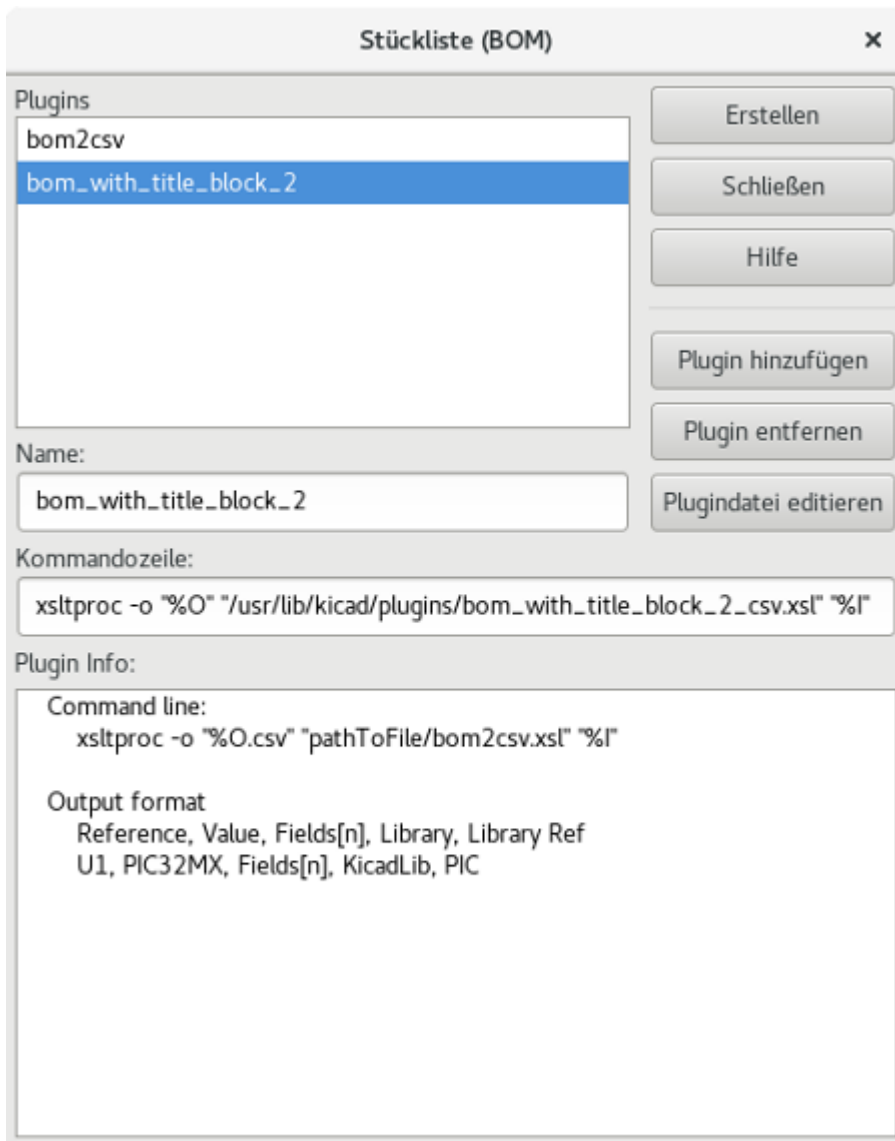 Stückliste (BOM)
Plugins
bom2csv
bom_with_title_block_2
Erstellen
Schließen
Hilfe
Plugin hinzufügen
Plugin entfernen
Plugindatei editieren
Name:
bom_with_title_block_2
Kommandozeile:
xsltproc -o "%O" "/usr/lib/kicad/plugins/bom_with_title_block_2_csv.xsl" "%I"
Plugin Info:
Command line:
xsltproc -o "%O.csv" "pathToFile/bom2csv.xsl" "%I"
Output format
Reference, Value, Fields[n], Library, Library Ref
U1, PIC32MX, Fields[n], KicadLib, PIC